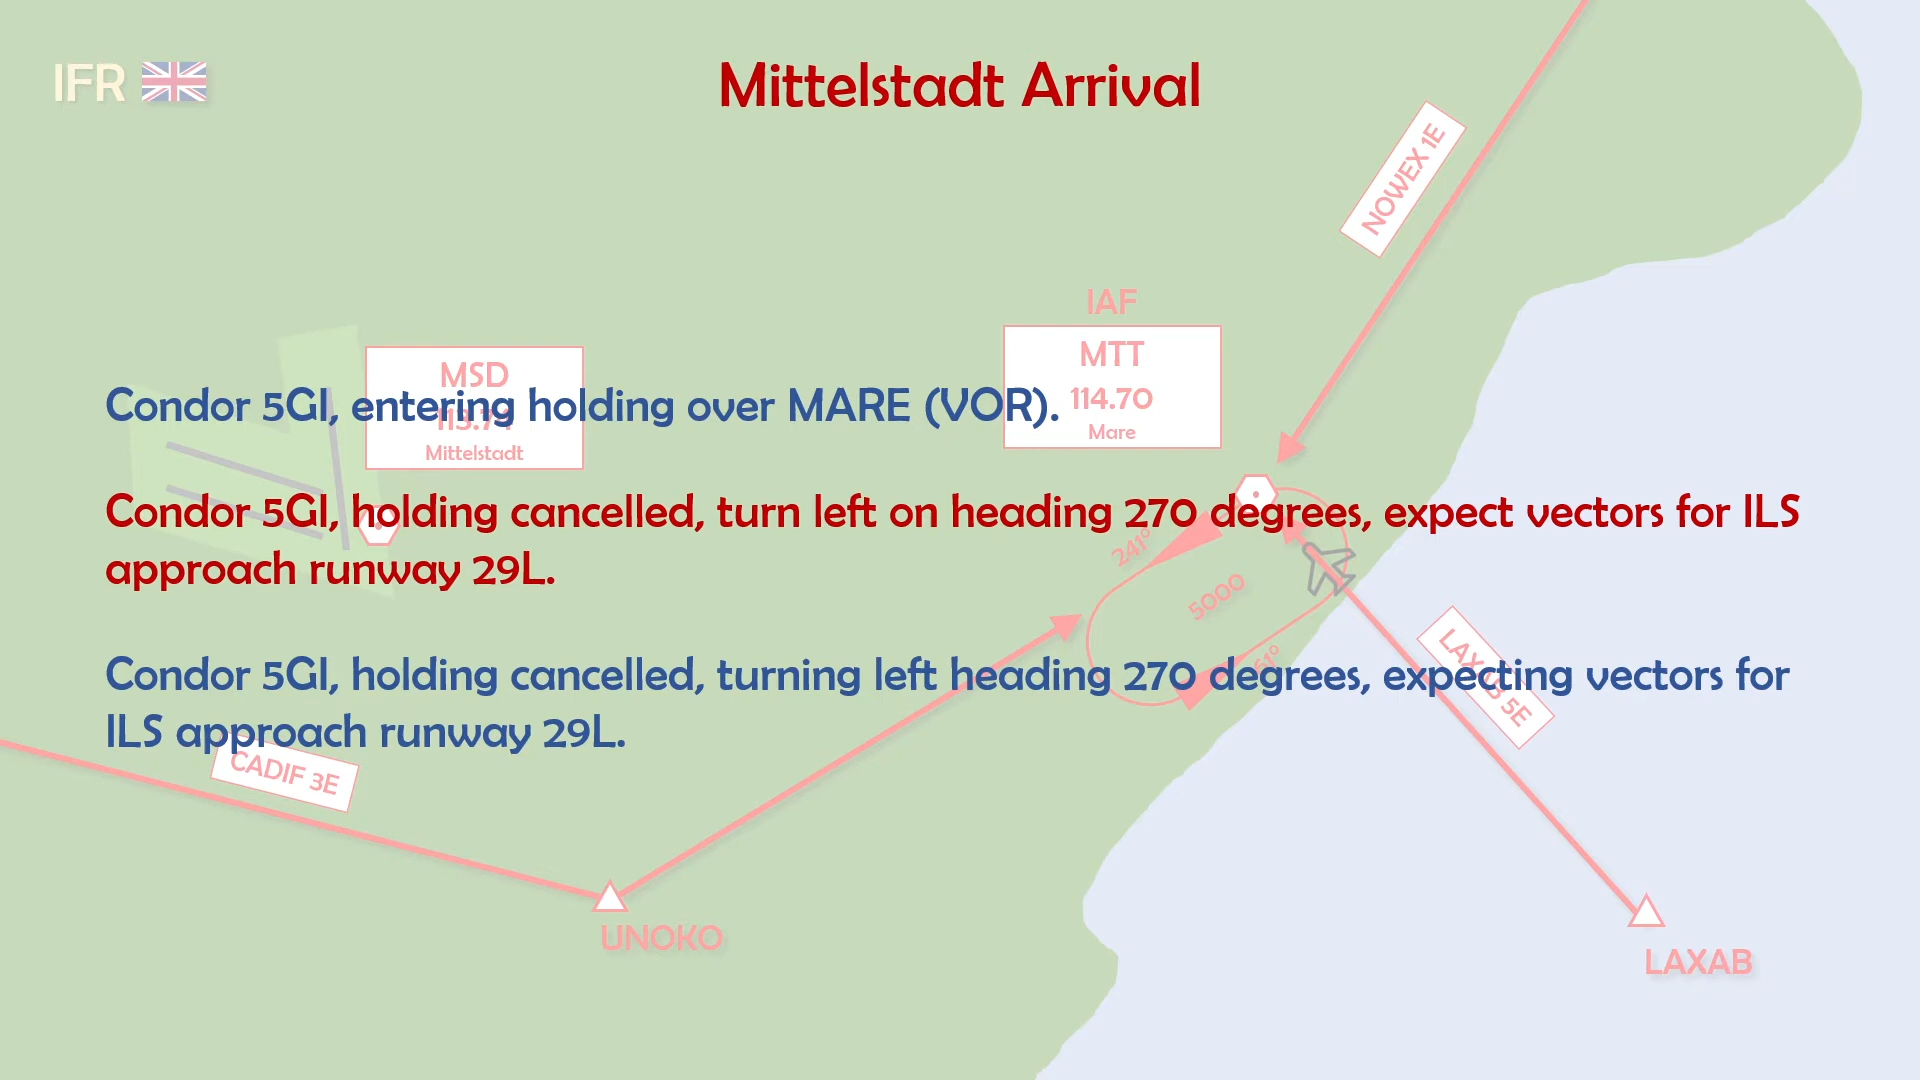 IFR
Mittelstadt Arrival
NOWEX 1E
IAF
MTT
114.70
Mare
MSD
Mittelstadt
Condor 5GI, entering holding over MARE (VOR).
Condor 5GI, holding cancelled, turn left on heading 270 degrees, expect vectors for ILS
approach runway 29L.
241°
5000
Condor 5GI, holding cancelled, turning left heading 270 degrees, expecting vectors for
ILS approach runway 29L.
CADIF 3E
5E
UNOKO
LAXAB